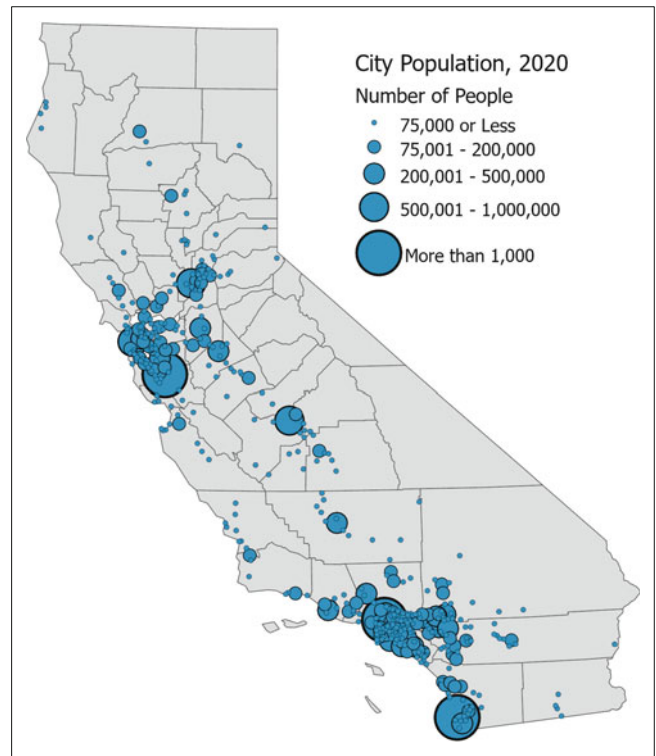 City Population, 2020
Number of People
75,000 or Less
75,001 - 200,000
200,001 - 500,000
500,001 - 1,000,000
More than 1,000